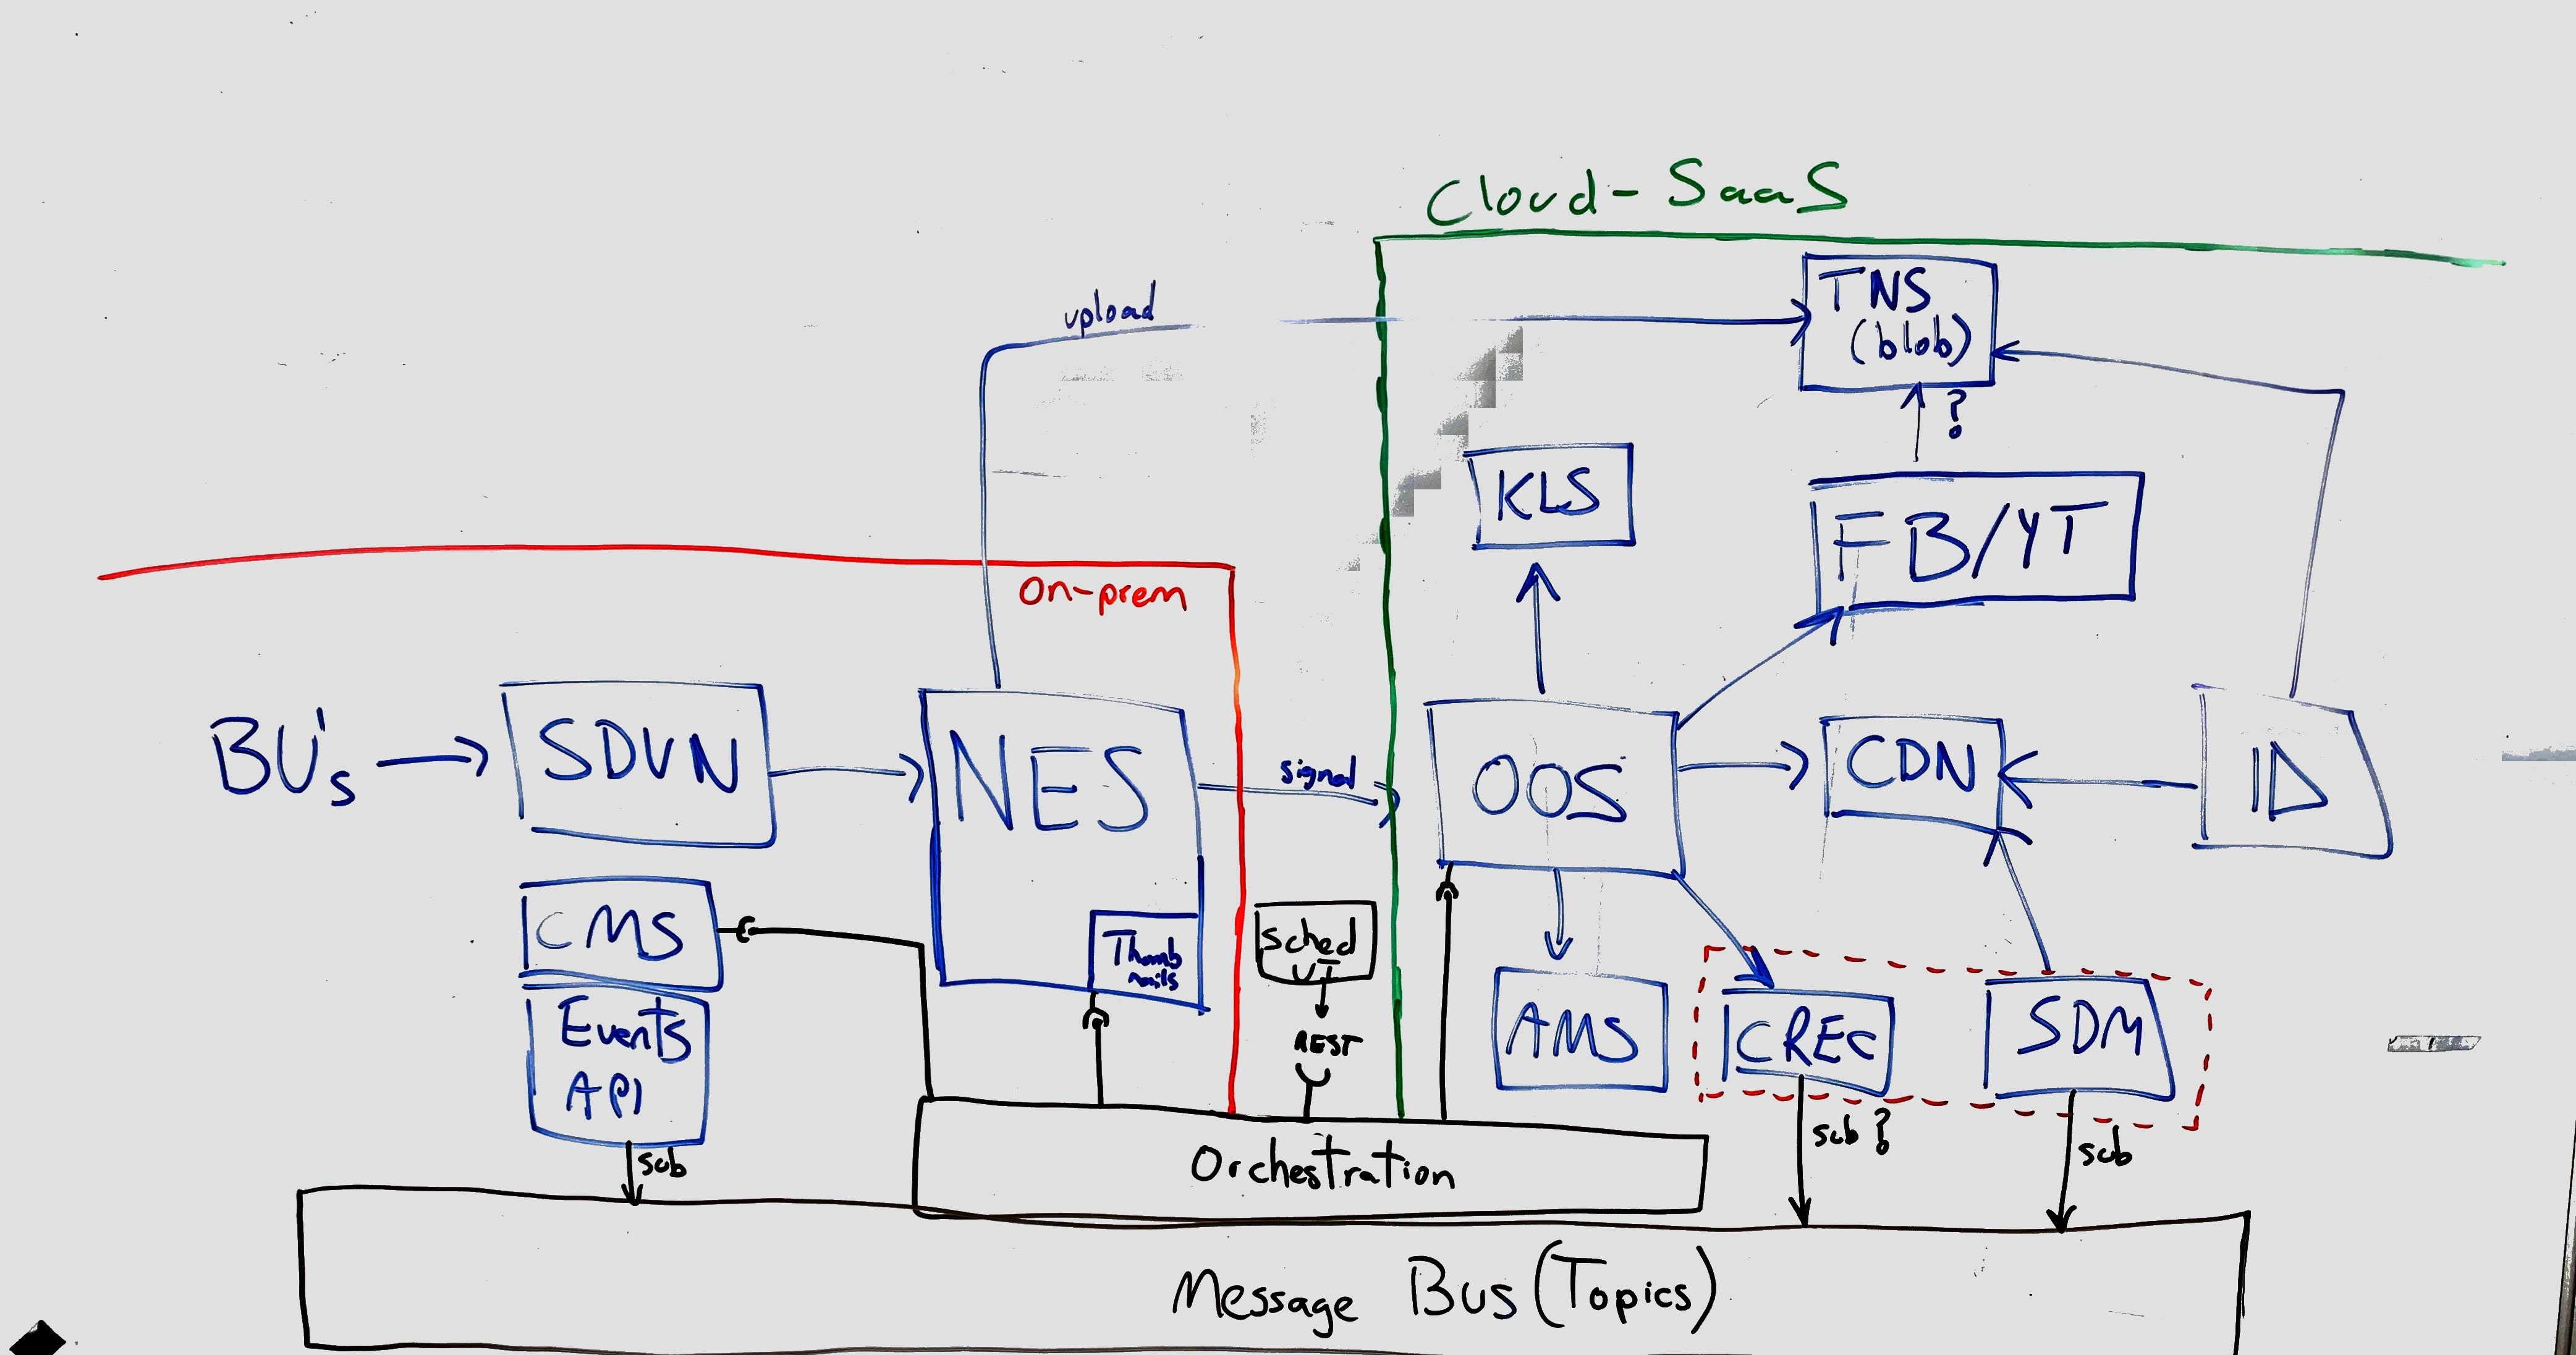 Cloud-SaaS
TNS
(blob)
upload
?
KLS
FB/YT
On-prem
BU's
SDVN
NES
signal
OOS
CDN
ID
CMS
Thumb
nails
sched
UI
REST
Events
API
AMS
CREC
SDM
sub
sub ?
sub
Orchestration
Message Bus (Topics)